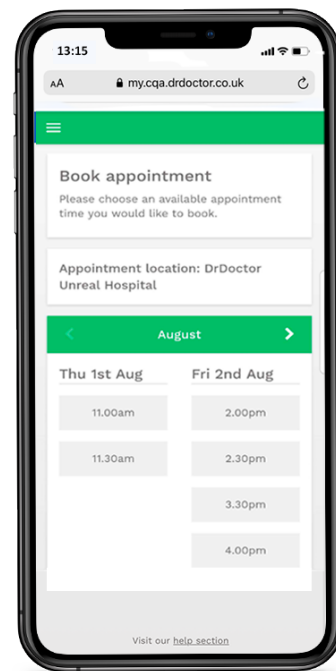 13:15
AA my.cqa.drdoctor.co.uk
Book appointment
Please choose an available appointment
time you would like to book.
Appointment location: DrDoctor
Unreal Hospital
August
Thu 1st Aug
Fri 2nd Aug
11.00am
2.00pm
11.30am
2.30pm
3.30pm
4.00pm
Visit our help section